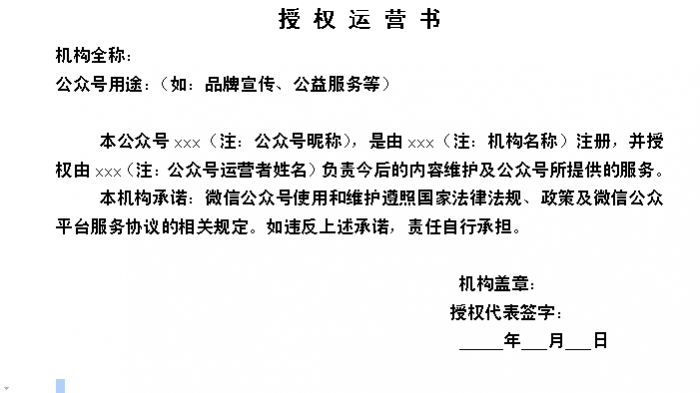 授 权 运 营 书
机构全称：
公众号用途：（如：品牌宣传、公益服务等）
本公众号 xxx（注：公众号昵称），是由 xxx（注：机构名称）注册，并授
权由 xxx（注：公众号运营者姓名）负责今后的内容维护及公众号所提供的服务。
本机构承诺：微信公众号使用和维护遵照国家法律法规、政策及微信公众
平台服务协议的相关规定。如违反上述承诺，责任自行承担。
机构盖章：
授权代表签字：
_____年___月___日